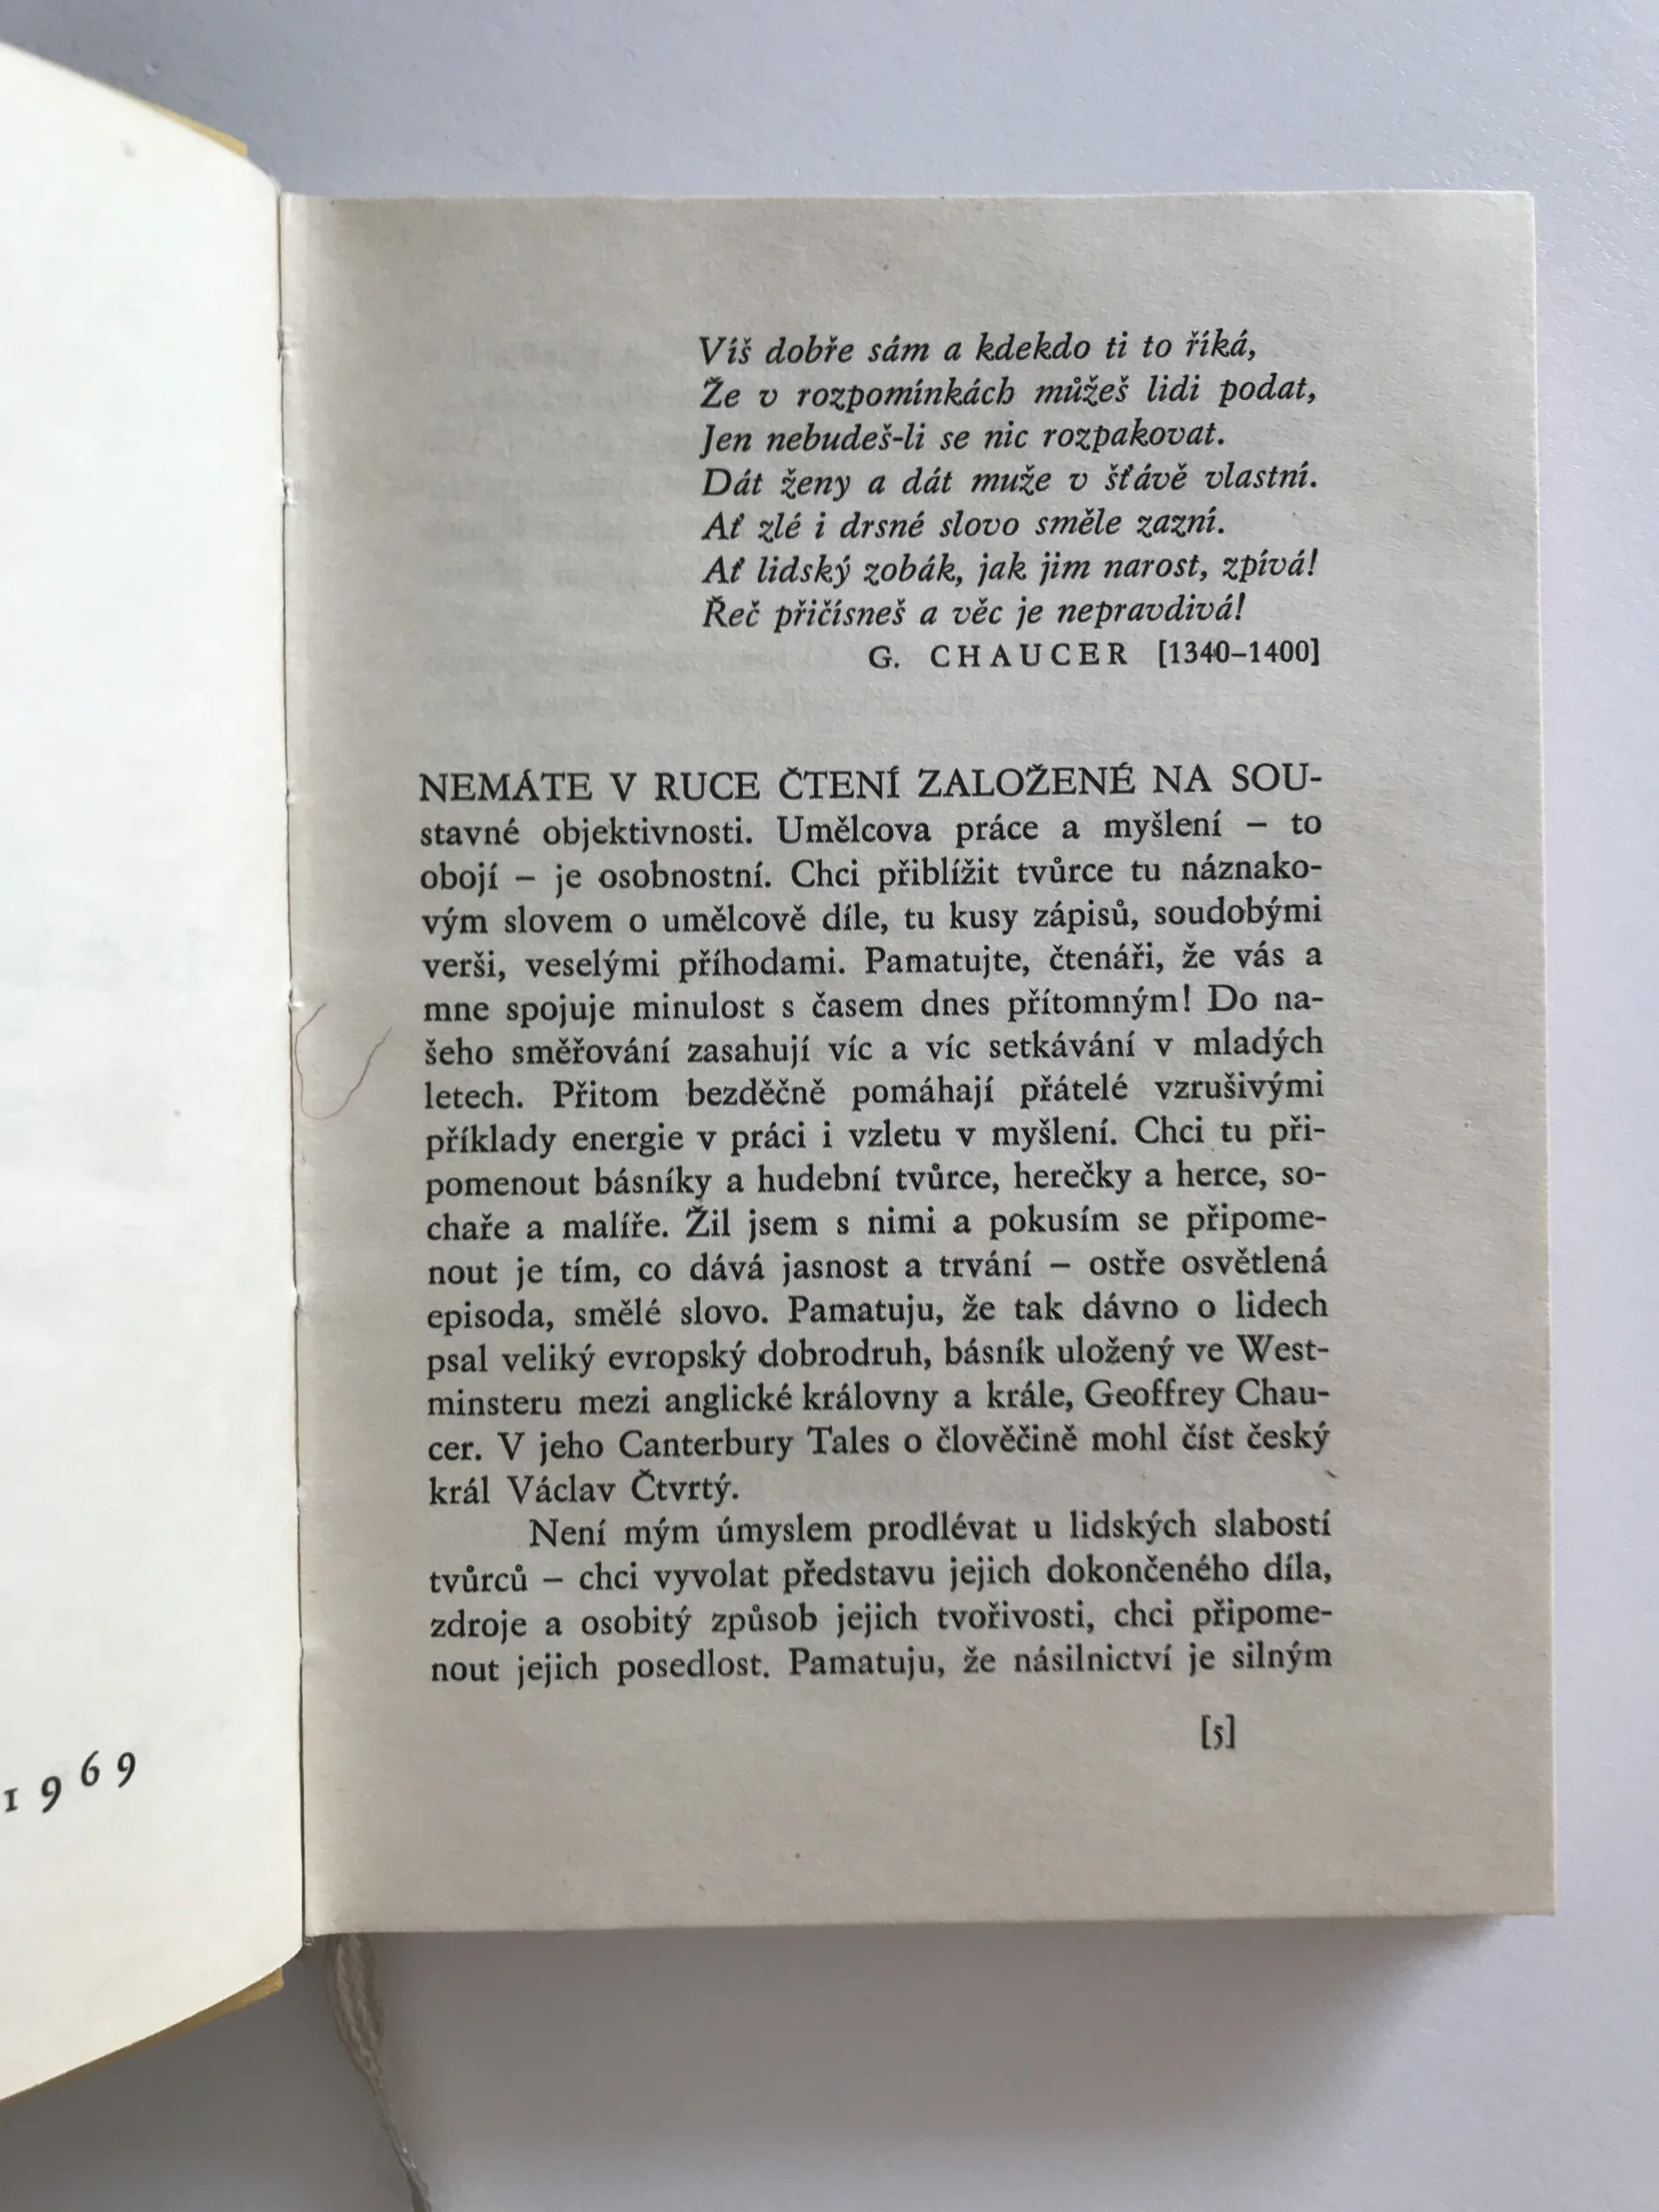 1969
Víš dobře sám a kdekdo ti to říká,
Že v rozpomínkách můžeš lidi podat,
Jen nebudeš-li se nic rozpakovat.
Dát ženy a dát muže v šťávě vlastní.
Ať zlé i drsné slovo směle zazní.
Ať lidský zobák, jak jim narost, zpívá!
Řeč přičísneš a věc je nepravdivá!
G. CHAUCER [1340–1400]
NEMÁTE V RUCE ČTENÍ ZALOŽENÉ NA SOU-
stavné objektivnosti. Umělcova práce a myšlení – to
obojí – je osobnostní. Chci přiblížit tvůrce tu náznako-
vým slovem o umělcově díle, tu kusy zápisů, soudobými
verši, veselými příhodami. Pamatujte, čtenáři, že vás a
mne spojuje minulost s časem dnes přítomným! Do na-
šeho směřování zasahují víc a víc setkávání v mladých
letech. Přitom bezděčně pomáhají přátelé vzrušivými
příklady energie v práci i vzletu v myšlení. Chci tu při-
pomenout básníky a hudební tvůrce, herečky a herce, so-
chaře a malíře. Žil jsem s nimi a pokusím se připome-
nout je tím, co dává jasnost a trvání – ostře osvětlená
episoda, smělé slovo. Pamatuju, že tak dávno o lidech
psal veliký evropský dobrodruh, básník uložený ve West-
minsteru mezi anglické královny a krále, Geoffrey Chau-
cer. V jeho Canterbury Tales o člověčině mohl číst český
král Václav Čtvrtý.
Není mým úmyslem prodlévat u lidských slabostí
tvůrců – chci vyvolat představu jejich dokončeného díla,
zdroje a osobitý způsob jejich tvořivosti, chci připome-
nout jejich posedlost. Pamatuju, že násilnictví je silným
[5]